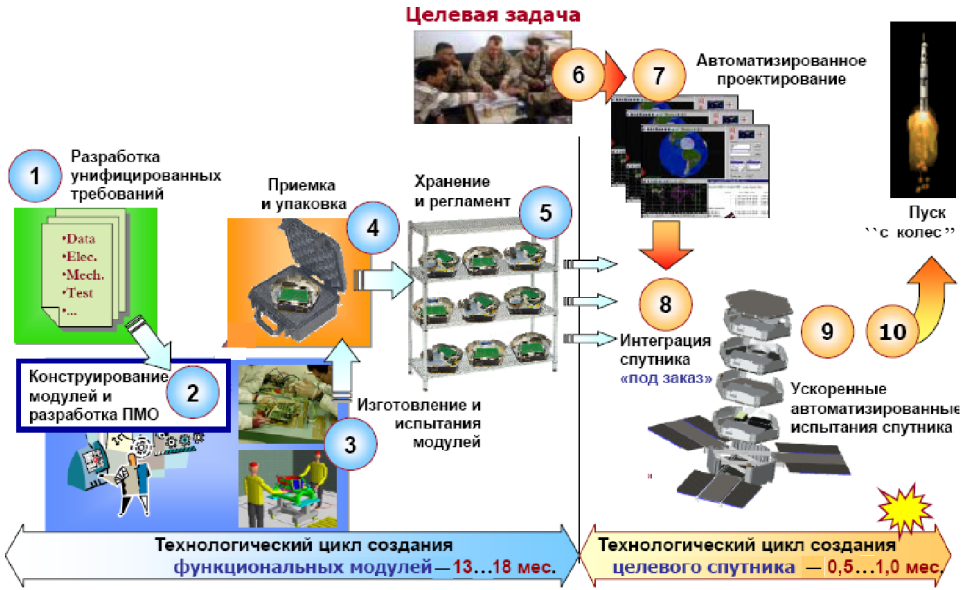 Целевая задача
6
7
Автоматизированное
проектирование
1
Разработка
унифицированных
требований
•Data
•Elec.
•Mech.
•Test
•...
Приемка
и упаковка
4
Хранение
и регламент
5
Пуск
``с колес”
8
Интеграция
спутника
«под заказ»
9
10
Ускоренные
автоматизированные
испытания спутника
Конструирование
модулей и
разработка ПМО
2
3
Изготовление и
испытания
модулей
Технологический цикл создания
функциональных модулей—13...18 мес.
Технологический цикл создания
целевого спутника — 0,5...1,0 мес.